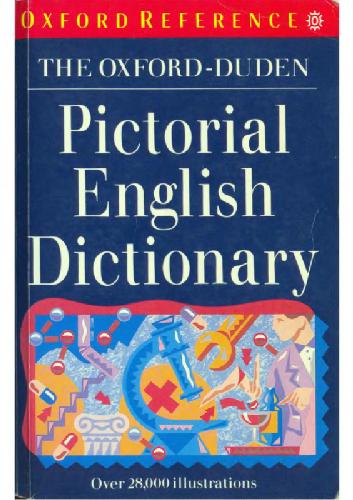 OXFORD REFERENCE
THE OXFORD-DUDEN
Pictorial
English
Dictionary
Over 28,000 illustrations